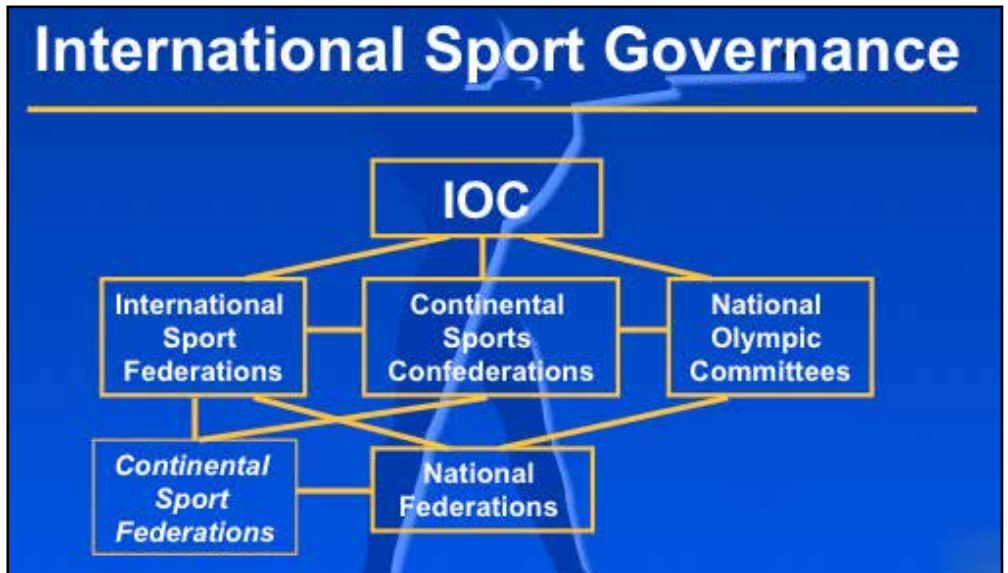 International Sport Governance
IOC
International
Sport
Federations
Continental
Sports
Confederations
National
Olympic
Committees
Continental
Sport
Federations
National
Federations